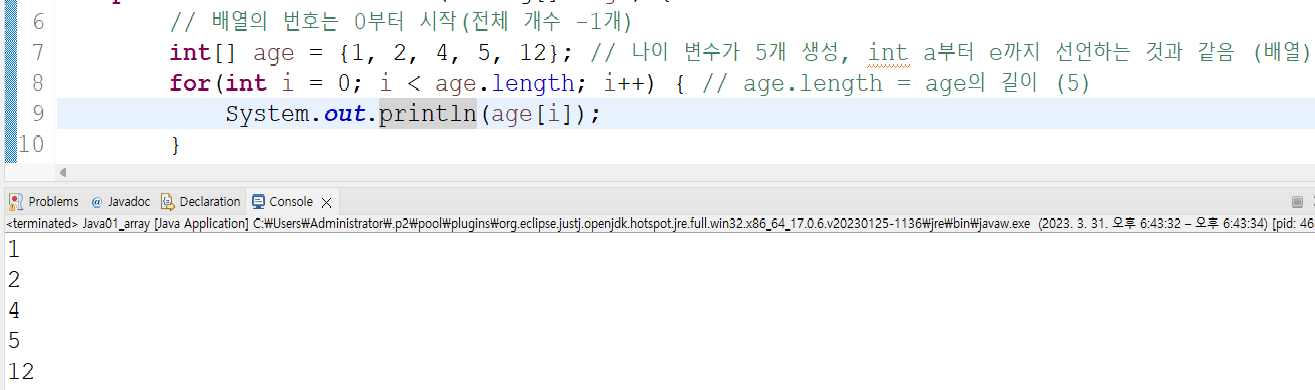 6 // 배열의 번호는 0부터 시작(전체 개수 -1개)
7 int[] age = {1, 2, 4, 5, 12}; // 나이 변수가 5개 생성, int a부터 e까지 선언하는 것과 같음 (배열)
8 for(int i = 0; i < age.length; i++) { // age.length = age의 길이 (5)
9 System.out.println(age[i]);
10 }
Problems @ Javadoc Declaration Console
<terminated> Java01_array [Java Application] C:₩Users₩Administrator₩.p2₩pool₩plugins₩org.eclipse.justj.openjdk.hotspot.jre.full.win32.x86_64_17.0.6.v20230125-1136₩jre₩bin₩javaw.exe (2023. 3. 31. 오후 6:43:32 – 오후 6:43:34) [pid: 46
1
2
4
5
12